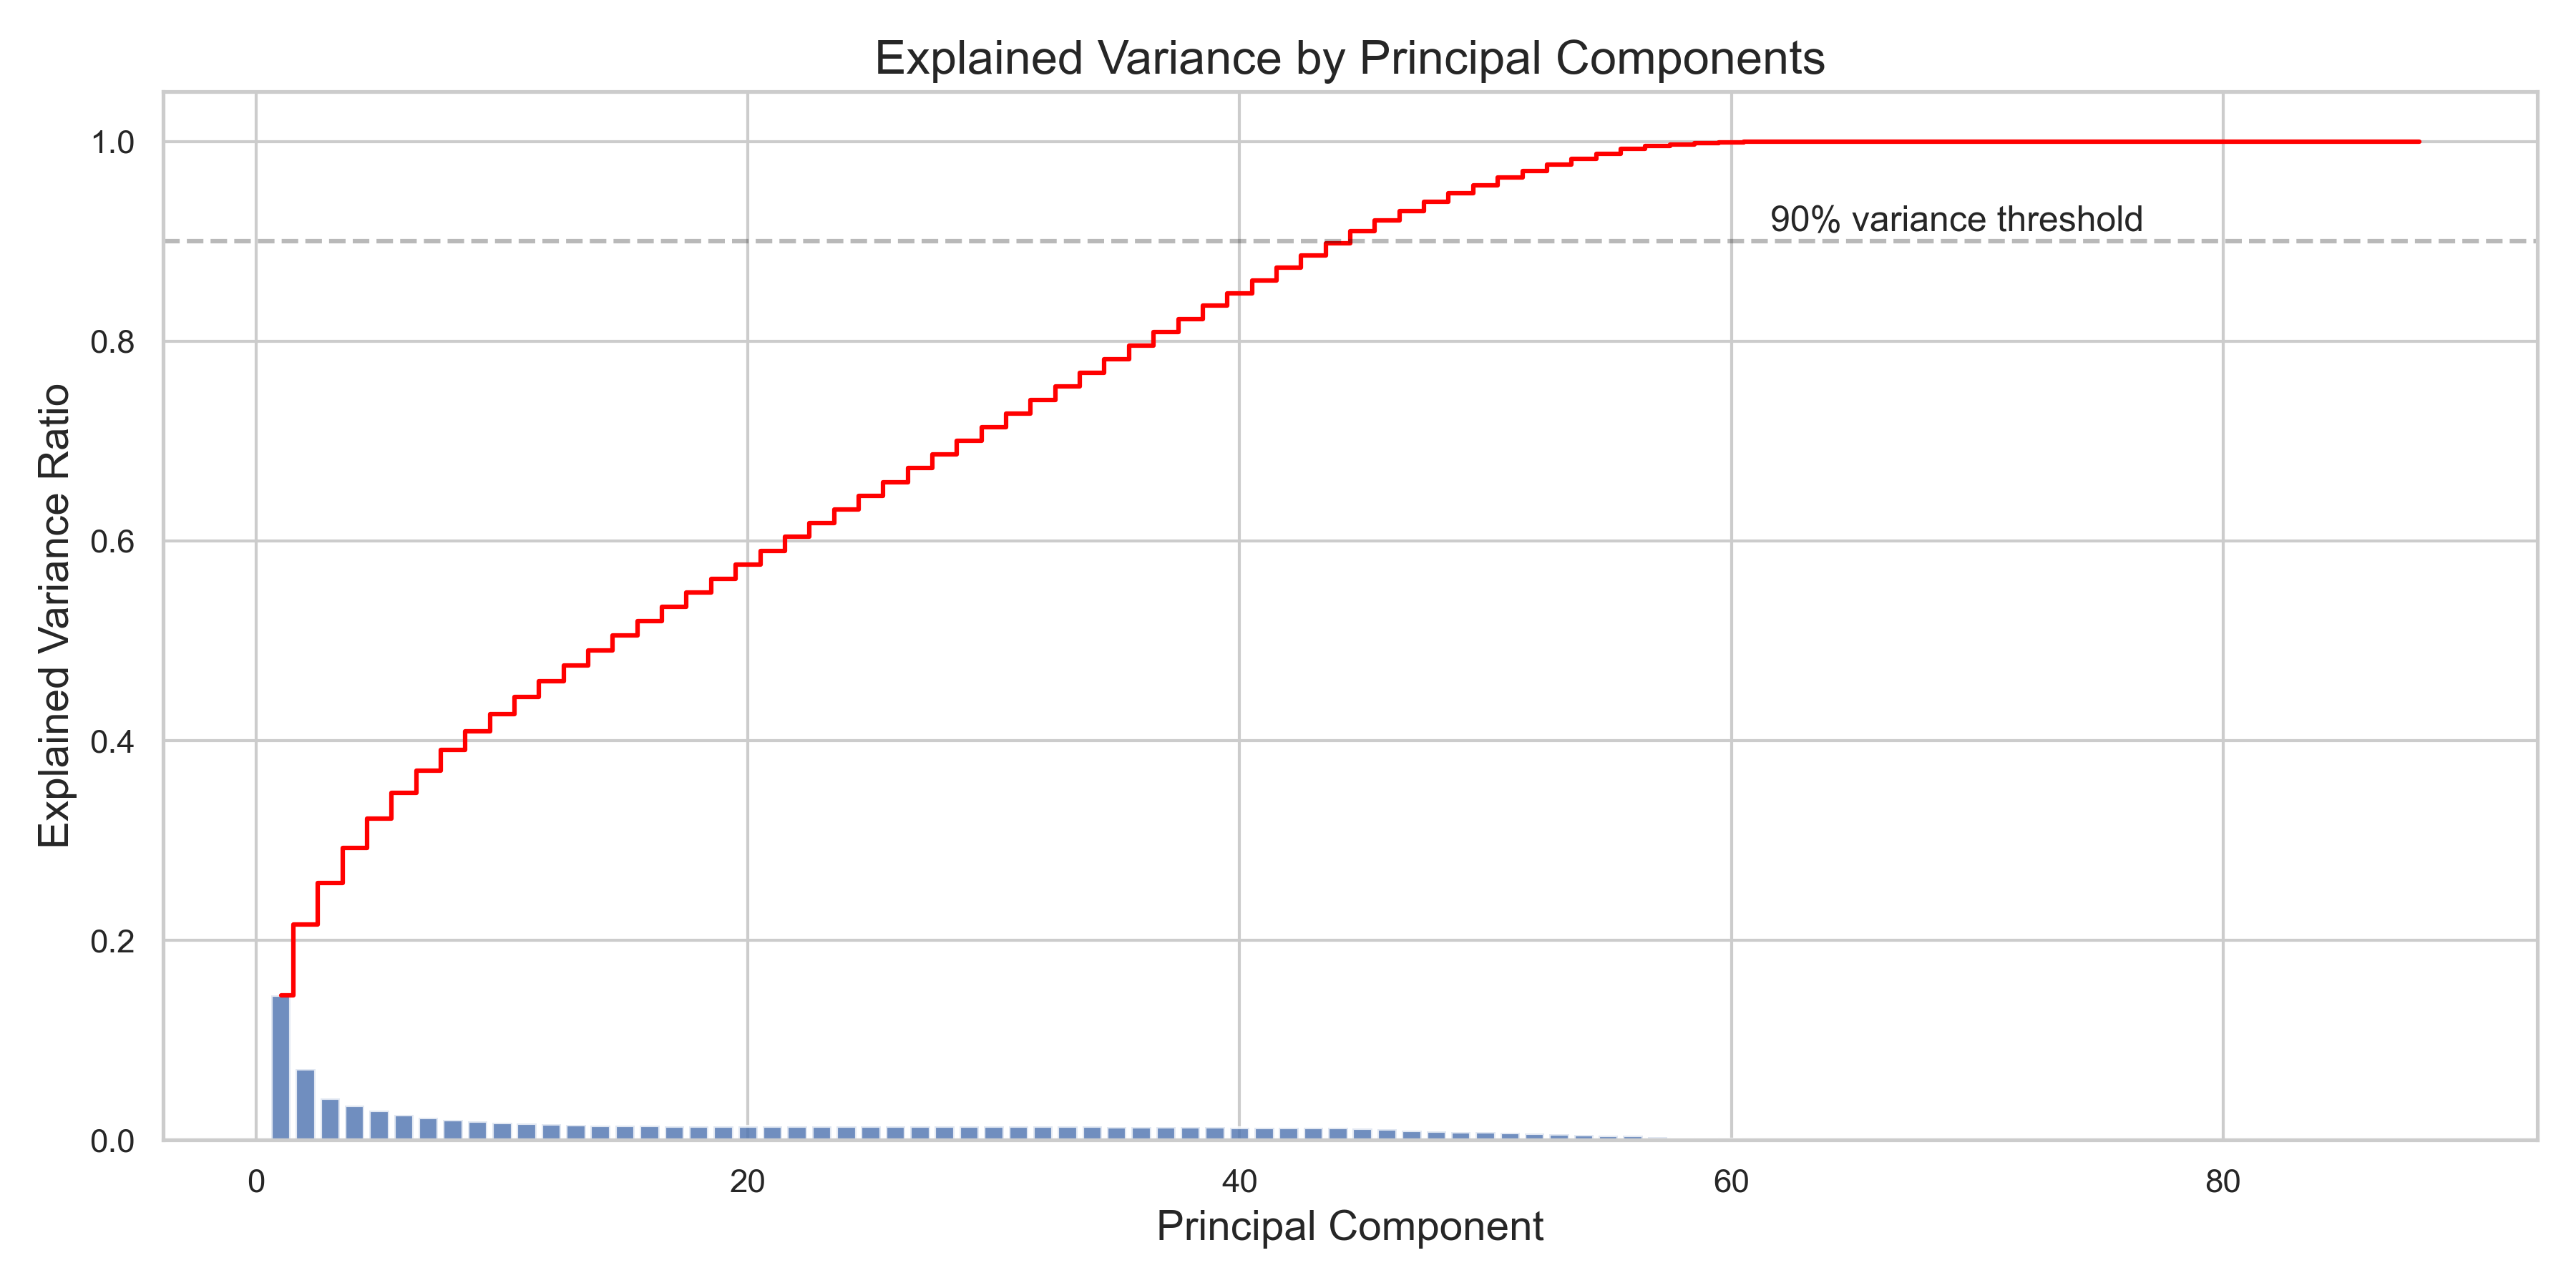 Explained Variance by Principal Components
1.0
90% variance threshold
0.8
0.6
0.4
0.2
0.0
Explained Variance Ratio
0 20 40 60 80
Principal Component